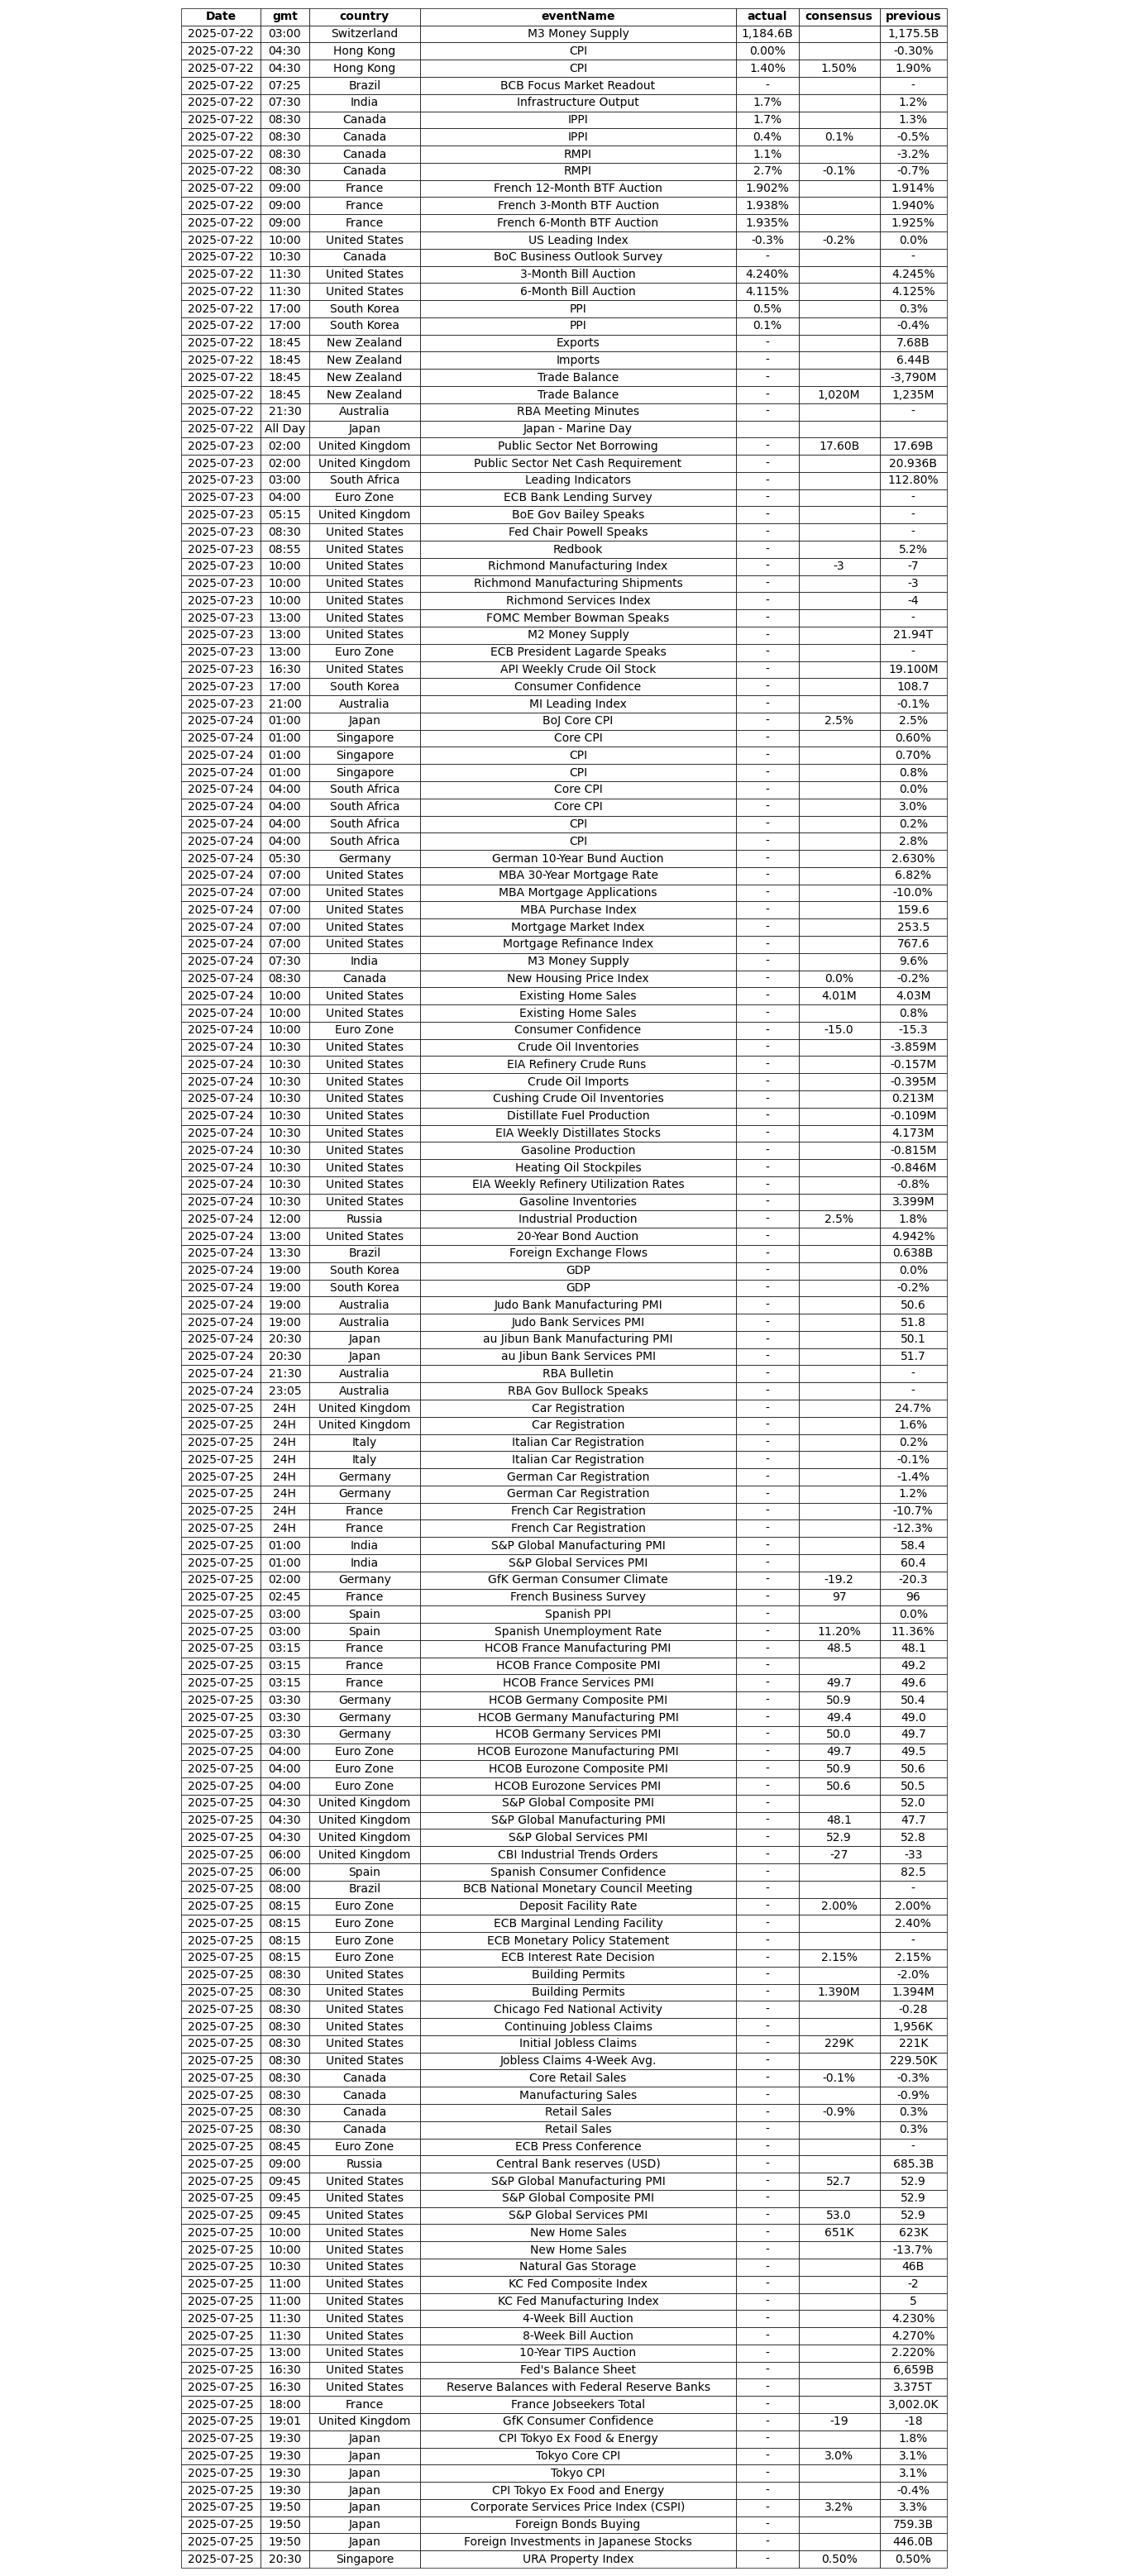 Date gmt country eventName actual consensus previous
2025-07-22 03:00 Switzerland M3 Money Supply 1,184.6B 1,175.5B
2025-07-22 04:30 Hong Kong CPI 0.00% -0.30%
2025-07-22 04:30 Hong Kong CPI 1.40% 1.50% 1.90%
2025-07-22 07:25 Brazil BCB Focus Market Readout - -
2025-07-22 07:30 India Infrastructure Output 1.7% 1.2%
2025-07-22 08:30 Canada IPPI 1.7% 1.3%
2025-07-22 08:30 Canada IPPI 0.4% 0.1% -0.5%
2025-07-22 08:30 Canada RMPI 1.1% -3.2%
2025-07-22 08:30 Canada RMPI 2.7% -0.1% -0.7%
2025-07-22 09:00 France French 12-Month BTF Auction 1.902% 1.914%
2025-07-22 09:00 France French 3-Month BTF Auction 1.938% 1.940%
2025-07-22 09:00 France French 6-Month BTF Auction 1.935% 1.925%
2025-07-22 10:00 United States US Leading Index -0.3% -0.2% 0.0%
2025-07-22 10:30 Canada BoC Business Outlook Survey - -
2025-07-22 11:30 United States 3-Month Bill Auction 4.240% 4.245%
2025-07-22 11:30 United States 6-Month Bill Auction 4.115% 4.125%
2025-07-22 17:00 South Korea PPI 0.5% 0.3%
2025-07-22 17:00 South Korea PPI 0.1% -0.4%
2025-07-22 18:45 New Zealand Exports - 7.68B
2025-07-22 18:45 New Zealand Imports - 6.44B
2025-07-22 18:45 New Zealand Trade Balance - -3,790M
2025-07-22 18:45 New Zealand Trade Balance - 1,020M 1,235M
2025-07-22 21:30 Australia RBA Meeting Minutes - -
2025-07-22 All Day Japan Japan - Marine Day
2025-07-23 02:00 United Kingdom Public Sector Net Borrowing - 17.60B 17.69B
2025-07-23 02:00 United Kingdom Public Sector Net Cash Requirement - 20.936B
2025-07-23 03:00 South Africa Leading Indicators - 112.80%
2025-07-23 04:00 Euro Zone ECB Bank Lending Survey - -
2025-07-23 05:15 United Kingdom BoE Gov Bailey Speaks - -
2025-07-23 08:30 United States Fed Chair Powell Speaks - -
2025-07-23 08:55 United States Redbook - 5.2%
2025-07-23 10:00 United States Richmond Manufacturing Index - -3 -7
2025-07-23 10:00 United States Richmond Manufacturing Shipments - -3
2025-07-23 10:00 United States Richmond Services Index - -4
2025-07-23 13:00 United States FOMC Member Bowman Speaks - -
2025-07-23 13:00 United States M2 Money Supply - 21.94T
2025-07-23 13:00 Euro Zone ECB President Lagarde Speaks - -
2025-07-23 16:30 United States API Weekly Crude Oil Stock - 19.100M
2025-07-23 17:00 South Korea Consumer Confidence - 108.7
2025-07-23 21:00 Australia MI Leading Index - -0.1%
2025-07-24 01:00 Japan BoJ Core CPI - 2.5% 2.5%
2025-07-24 01:00 Singapore Core CPI - 0.60%
2025-07-24 01:00 Singapore CPI - 0.70%
2025-07-24 01:00 Singapore CPI - 0.8%
2025-07-24 04:00 South Africa Core CPI - 0.0%
2025-07-24 04:00 South Africa Core CPI - 3.0%
2025-07-24 04:00 South Africa CPI - 0.2%
2025-07-24 04:00 South Africa CPI - 2.8%
2025-07-24 05:30 Germany German 10-Year Bund Auction - 2.630%
2025-07-24 07:00 United States MBA 30-Year Mortgage Rate - 6.82%
2025-07-24 07:00 United States MBA Mortgage Applications - -10.0%
2025-07-24 07:00 United States MBA Purchase Index - 159.6
2025-07-24 07:00 United States Mortgage Market Index - 253.5
2025-07-24 07:00 United States Mortgage Refinance Index - 767.6
2025-07-24 07:30 India M3 Money Supply - 9.6%
2025-07-24 08:30 Canada New Housing Price Index - 0.0% -0.2%
2025-07-24 10:00 United States Existing Home Sales - 4.01M 4.03M
2025-07-24 10:00 United States Existing Home Sales - 0.8%
2025-07-24 10:00 Euro Zone Consumer Confidence - -15.0 -15.3
2025-07-24 10:30 United States Crude Oil Inventories - -3.859M
2025-07-24 10:30 United States EIA Refinery Crude Runs - -0.157M
2025-07-24 10:30 United States Crude Oil Imports - -0.395M
2025-07-24 10:30 United States Cushing Crude Oil Inventories - 0.213M
2025-07-24 10:30 United States Distillate Fuel Production - -0.109M
2025-07-24 10:30 United States EIA Weekly Distillates Stocks - 4.173M
2025-07-24 10:30 United States Gasoline Production - -0.815M
2025-07-24 10:30 United States Heating Oil Stockpiles - -0.846M
2025-07-24 10:30 United States EIA Weekly Refinery Utilization Rates - -0.8%
2025-07-24 10:30 United States Gasoline Inventories - 3.399M
2025-07-24 12:00 Russia Industrial Production - 2.5% 1.8%
2025-07-24 13:00 United States 20-Year Bond Auction - 4.942%
2025-07-24 13:30 Brazil Foreign Exchange Flows - 0.638B
2025-07-24 19:00 South Korea GDP - 0.0%
2025-07-24 19:00 South Korea GDP - -0.2%
2025-07-24 19:00 Australia Judo Bank Manufacturing PMI - 50.6
2025-07-24 19:00 Australia Judo Bank Services PMI - 51.8
2025-07-24 20:30 Japan au Jibun Bank Manufacturing PMI - 50.1
2025-07-24 20:30 Japan au Jibun Bank Services PMI - 51.7
2025-07-24 21:30 Australia RBA Bulletin - -
2025-07-24 23:05 Australia RBA Gov Bullock Speaks - -
2025-07-25 24H United Kingdom Car Registration - 24.7%
2025-07-25 24H United Kingdom Car Registration - 1.6%
2025-07-25 24H Italy Italian Car Registration - 0.2%
2025-07-25 24H Italy Italian Car Registration - -0.1%
2025-07-25 24H Germany German Car Registration - -1.4%
2025-07-25 24H Germany German Car Registration - 1.2%
2025-07-25 24H France French Car Registration - -10.7%
2025-07-25 24H France French Car Registration - -12.3%
2025-07-25 01:00 India S&P Global Manufacturing PMI - 58.4
2025-07-25 01:00 India S&P Global Services PMI - 60.4
2025-07-25 02:00 Germany GfK German Consumer Climate - -19.2 -20.3
2025-07-25 02:45 France French Business Survey - 97 96
2025-07-25 03:00 Spain Spanish PPI - 0.0%
2025-07-25 03:00 Spain Spanish Unemployment Rate - 11.20% 11.36%
2025-07-25 03:15 France HCOB France Manufacturing PMI - 48.5 48.1
2025-07-25 03:15 France HCOB France Composite PMI - 49.2
2025-07-25 03:15 France HCOB France Services PMI - 49.7 49.6
2025-07-25 03:30 Germany HCOB Germany Composite PMI - 50.9 50.4
2025-07-25 03:30 Germany HCOB Germany Manufacturing PMI - 49.4 49.0
2025-07-25 03:30 Germany HCOB Germany Services PMI - 50.0 49.7
2025-07-25 04:00 Euro Zone HCOB Eurozone Manufacturing PMI - 49.7 49.5
2025-07-25 04:00 Euro Zone HCOB Eurozone Composite PMI - 50.9 50.6
2025-07-25 04:00 Euro Zone HCOB Eurozone Services PMI - 50.6 50.5
2025-07-25 04:30 United Kingdom S&P Global Composite PMI - 52.0
2025-07-25 04:30 United Kingdom S&P Global Manufacturing PMI - 48.1 47.7
2025-07-25 04:30 United Kingdom S&P Global Services PMI - 52.9 52.8
2025-07-25 06:00 United Kingdom CBI Industrial Trends Orders - -27 -33
2025-07-25 06:00 Spain Spanish Consumer Confidence - 82.5
2025-07-25 08:00 Brazil BCB National Monetary Council Meeting - -
2025-07-25 08:15 Euro Zone Deposit Facility Rate - 2.00% 2.00%
2025-07-25 08:15 Euro Zone ECB Marginal Lending Facility - 2.40%
2025-07-25 08:15 Euro Zone ECB Monetary Policy Statement - -
2025-07-25 08:15 Euro Zone ECB Interest Rate Decision - 2.15% 2.15%
2025-07-25 08:30 United States Building Permits - -2.0%
2025-07-25 08:30 United States Building Permits - 1.390M 1.394M
2025-07-25 08:30 United States Chicago Fed National Activity - -0.28
2025-07-25 08:30 United States Continuing Jobless Claims - 1,956K
2025-07-25 08:30 United States Initial Jobless Claims - 229K 221K
2025-07-25 08:30 United States Jobless Claims 4-Week Avg. - 229.50K
2025-07-25 08:30 Canada Core Retail Sales - -0.1% -0.3%
2025-07-25 08:30 Canada Manufacturing Sales - -0.9%
2025-07-25 08:30 Canada Retail Sales - -0.9% 0.3%
2025-07-25 08:30 Canada Retail Sales - 0.3%
2025-07-25 08:45 Euro Zone ECB Press Conference - -
2025-07-25 09:00 Russia Central Bank reserves (USD) - 685.3B
2025-07-25 09:45 United States S&P Global Manufacturing PMI - 52.7 52.9
2025-07-25 09:45 United States S&P Global Composite PMI - 52.9
2025-07-25 09:45 United States S&P Global Services PMI - 53.0 52.9
2025-07-25 10:00 United States New Home Sales - 651K 623K
2025-07-25 10:00 United States New Home Sales - -13.7%
2025-07-25 10:30 United States Natural Gas Storage - 46B
2025-07-25 11:00 United States KC Fed Composite Index - -2
2025-07-25 11:00 United States KC Fed Manufacturing Index - 5
2025-07-25 11:30 United States 4-Week Bill Auction - 4.230%
2025-07-25 11:30 United States 8-Week Bill Auction - 4.270%
2025-07-25 13:00 United States 10-Year TIPS Auction - 2.220%
2025-07-25 16:30 United States Fed's Balance Sheet - 6,659B
2025-07-25 16:30 United States Reserve Balances with Federal Reserve Banks - 3.375T
2025-07-25 18:00 France France Jobseekers Total - 3,002.0K
2025-07-25 19:01 United Kingdom GfK Consumer Confidence - -19 -18
2025-07-25 19:30 Japan CPI Tokyo Ex Food & Energy - 1.8%
2025-07-25 19:30 Japan Tokyo Core CPI - 3.0% 3.1%
2025-07-25 19:30 Japan Tokyo CPI - 3.1%
2025-07-25 19:30 Japan CPI Tokyo Ex Food and Energy - -0.4%
2025-07-25 19:50 Japan Corporate Services Price Index (CSPI) - 3.2% 3.3%
2025-07-25 19:50 Japan Foreign Bonds Buying - 759.3B
2025-07-25 19:50 Japan Foreign Investments in Japanese Stocks - 446.0B
2025-07-25 20:30 Singapore URA Property Index - 0.50% 0.50%